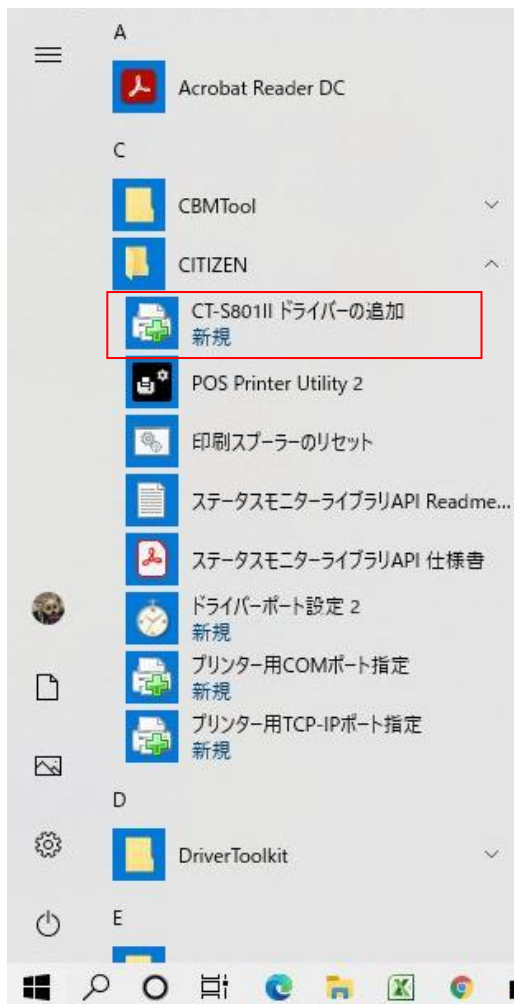 A
Acrobat Reader DC
C
CBMTool
CITIZEN
CT-S801II ドライバーの追加
新規
POS Printer Utility 2
印刷スプーラーのリセット
ステータスモニターライブラリAPI Readme...
ステータスモニターライブラリAPI 仕様書
ドライバーポート設定 2
新規
プリンター用COMポート指定
新規
プリンター用TCP-IPポート指定
新規
D
DriverToolkit
E